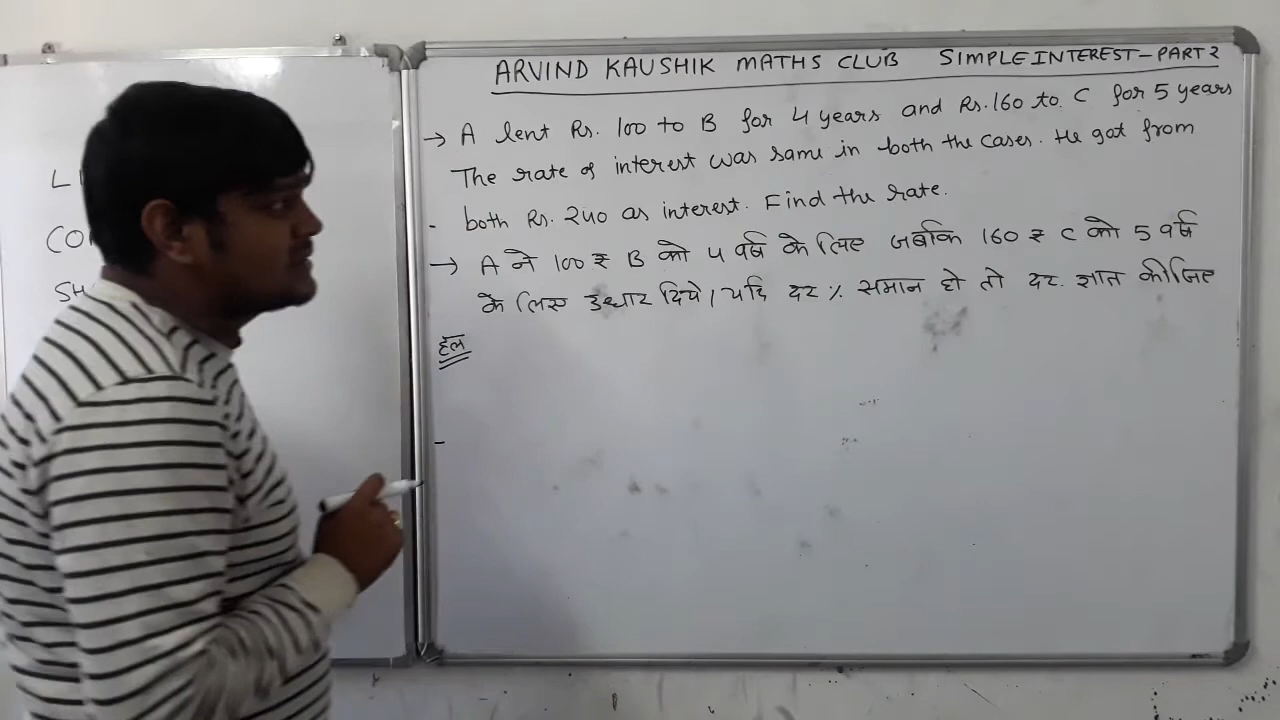 ARVIND KAUSHIK MATHS CLUB SIMPLE INTEREST-PART 2
→ A lent Rs. 100 to B for 4 years and Rs. 160 to C for 5 years
The rate of interest was same in both the cases. He got from
both Rs. 240 as interest. Find the rate.
→ A ने 100 ₹ B को 4 वर्ष के लिए जबकि 160 ₹ C को 5 वर्ष
के लिए उधार दिये। यदि दर % समान हो तो दर. ज्ञात कीजिए
हल